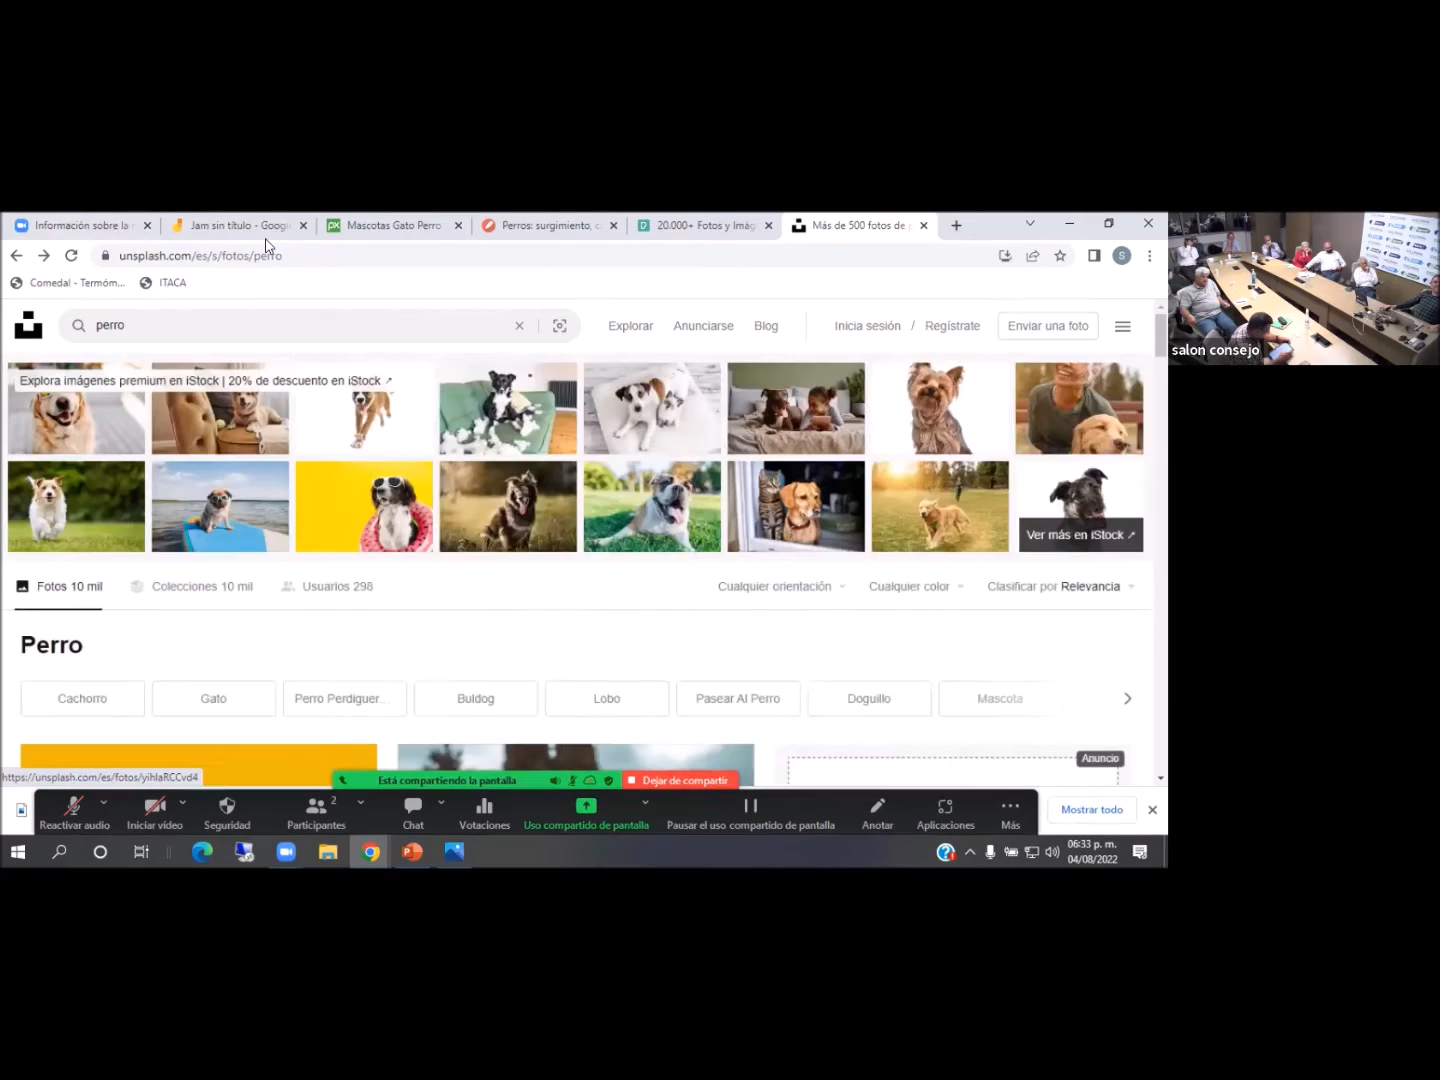 Información sobre la r
Jam sin título - Googl
Mascotas Gato Perro
Perros: surgimiento, c
20.000+ Fotos y Imág
Más de 500 fotos de p
unsplash.com/es/s/fotos/perro
S
Comedal - Termóm...
ITACA
perro
Explorar
Anunciarse
Blog
Inicia sesión / Regístrate
Enviar una foto
Explora imágenes premium en iStock | 20% de descuento en iStock ↗
Ver más en iStock ↗
Fotos 10 mil
Colecciones 10 mil
Usuarios 298
Cualquier orientación
Cualquier color
Clasificar por Relevancia
Perro
Cachorro
Gato
Perro Perdiguer...
Buldog
Lobo
Pasear Al Perro
Doguillo
Mascota
Anuncio
https://unsplash.com/es/fotos/yihlaRCCvd4
Está compartiendo la pantalla
Dejar de compartir
Reactivar audio
Iniciar vídeo
Seguridad
Participantes
2
Chat
Votaciones
Uso compartido de pantalla
Pausar el uso compartido de pantalla
Anotar
Aplicaciones
Más
Mostrar todo
06:33 p. m.
04/08/2022
salon consejo